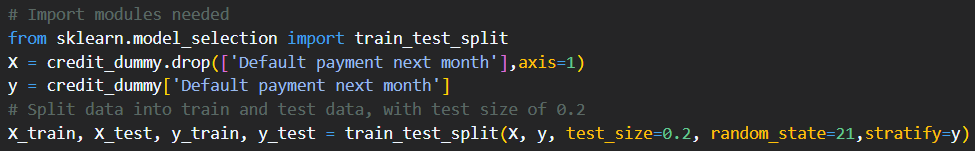 # Import modules needed
from sklearn.model_selection import train_test_split
X = credit_dummy.drop(['Default payment next month'],axis=1)
y = credit_dummy['Default payment next month']
# Split data into train and test data, with test size of 0.2
X_train, X_test, y_train, y_test = train_test_split(X, y, test_size=0.2, random_state=21,stratify=y)